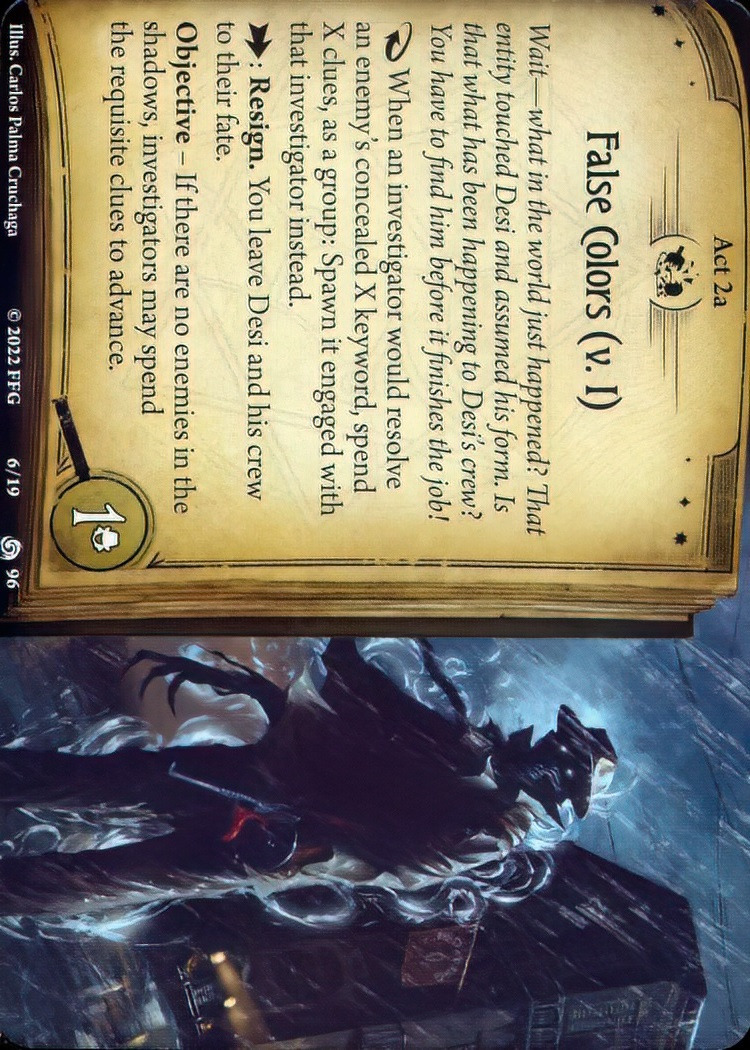 Act 2a
False Colors (v. I)
Wait—what in the world just happened? That
entity touched Desi and assumed his form. Is
that what has been happening to Desi's crew?
You have to find him before it finishes the job!
When an investigator would resolve
an enemy's concealed X keyword, spend
X clues, as a group: Spawn it engaged with
that investigator instead.
: Resign. You leave Desi and his crew
to their fate.
Objective – If there are no enemies in the
shadows, investigators may spend
the requisite clues to advance.
1
Illus. Carlos Palma Cruchaga © 2022 FFG 6/19 96